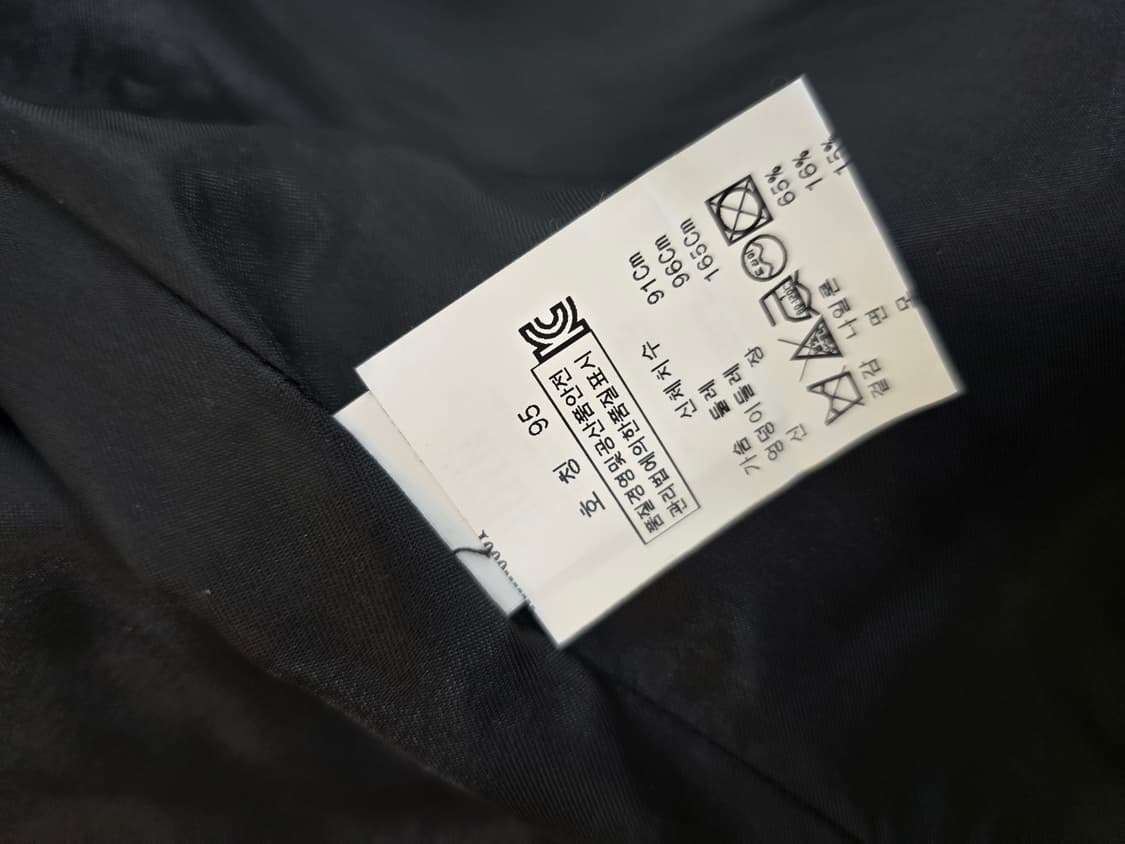 호 칭 95
품질경영및공산품안전
관리법에의한품질표시
신체치수
가슴둘레 91Cm
엉덩이둘레 96Cm
신 장 165Cm
겉감 나일론 65%
면 16%
15%